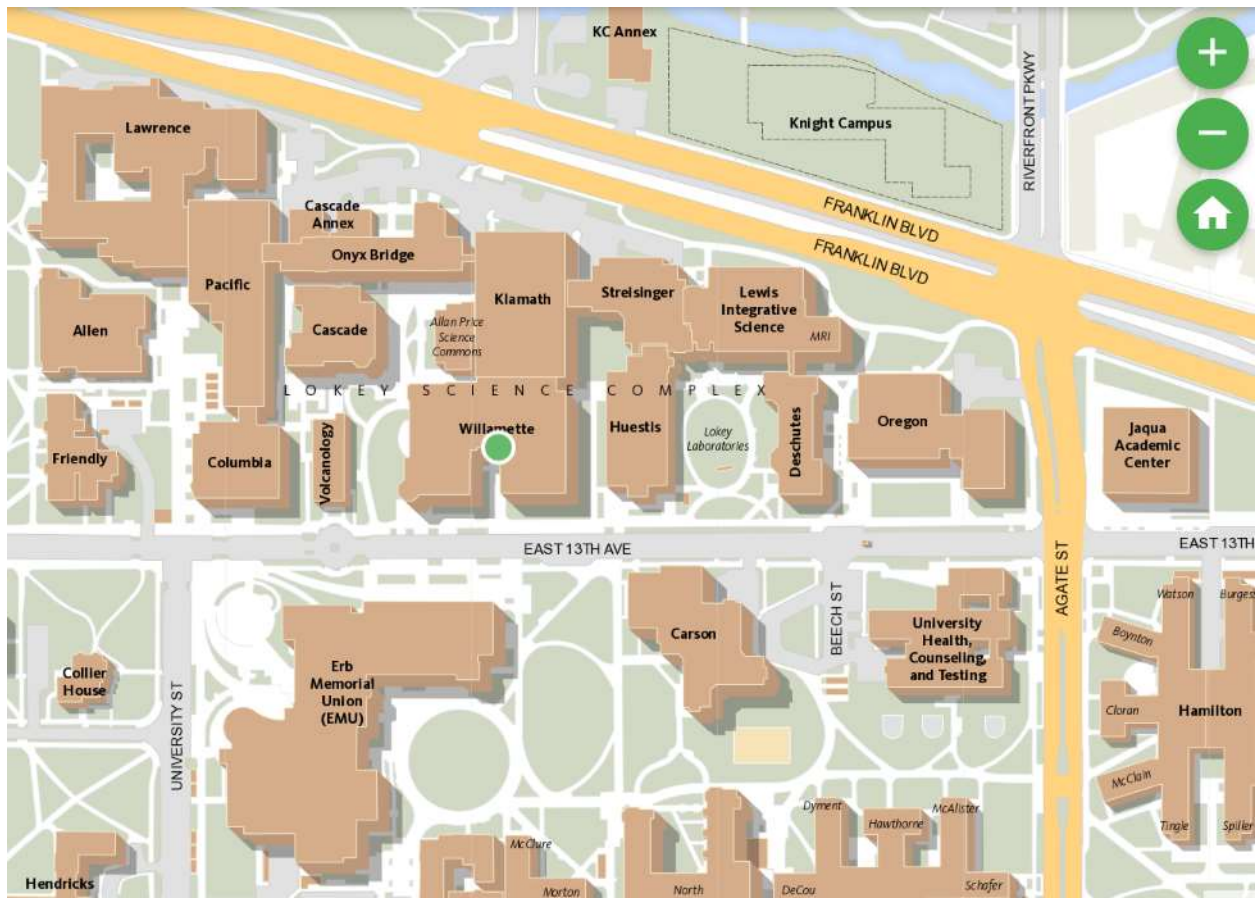 KC Annex
+
RIVERFRONT PKWY
Knight Campus
−
Lawrence
FRANKLIN BLVD
FRANKLIN BLVD
Cascade
Annex
Onyx Bridge
Pacific
Klamath
Streisinger
Lewis
Integrative
Science
MRI
Allen
Cascade
Allan Price
Science
Commons
LOKEY SCIENCE COMPLEX
Friendly
Columbia
Volcanology
Willamette
Huestis
Lokey
Laboratories
Deschutes
Oregon
Jaqua
Academic
Center
EAST 13TH AVE
EAST 13TH
AGATE ST
BEECH ST
UNIVERSITY ST
Collier
House
Erb
Memorial
Union
(EMU)
Carson
University
Health,
Counseling,
and Testing
Watson
Burgess
Boynton
Cloran
Hamilton
McClain
Tingle
Spiller
Dyment
Hawthorne
McAlister
McClure
Hendricks
Morton
North
DeCou
Schafer